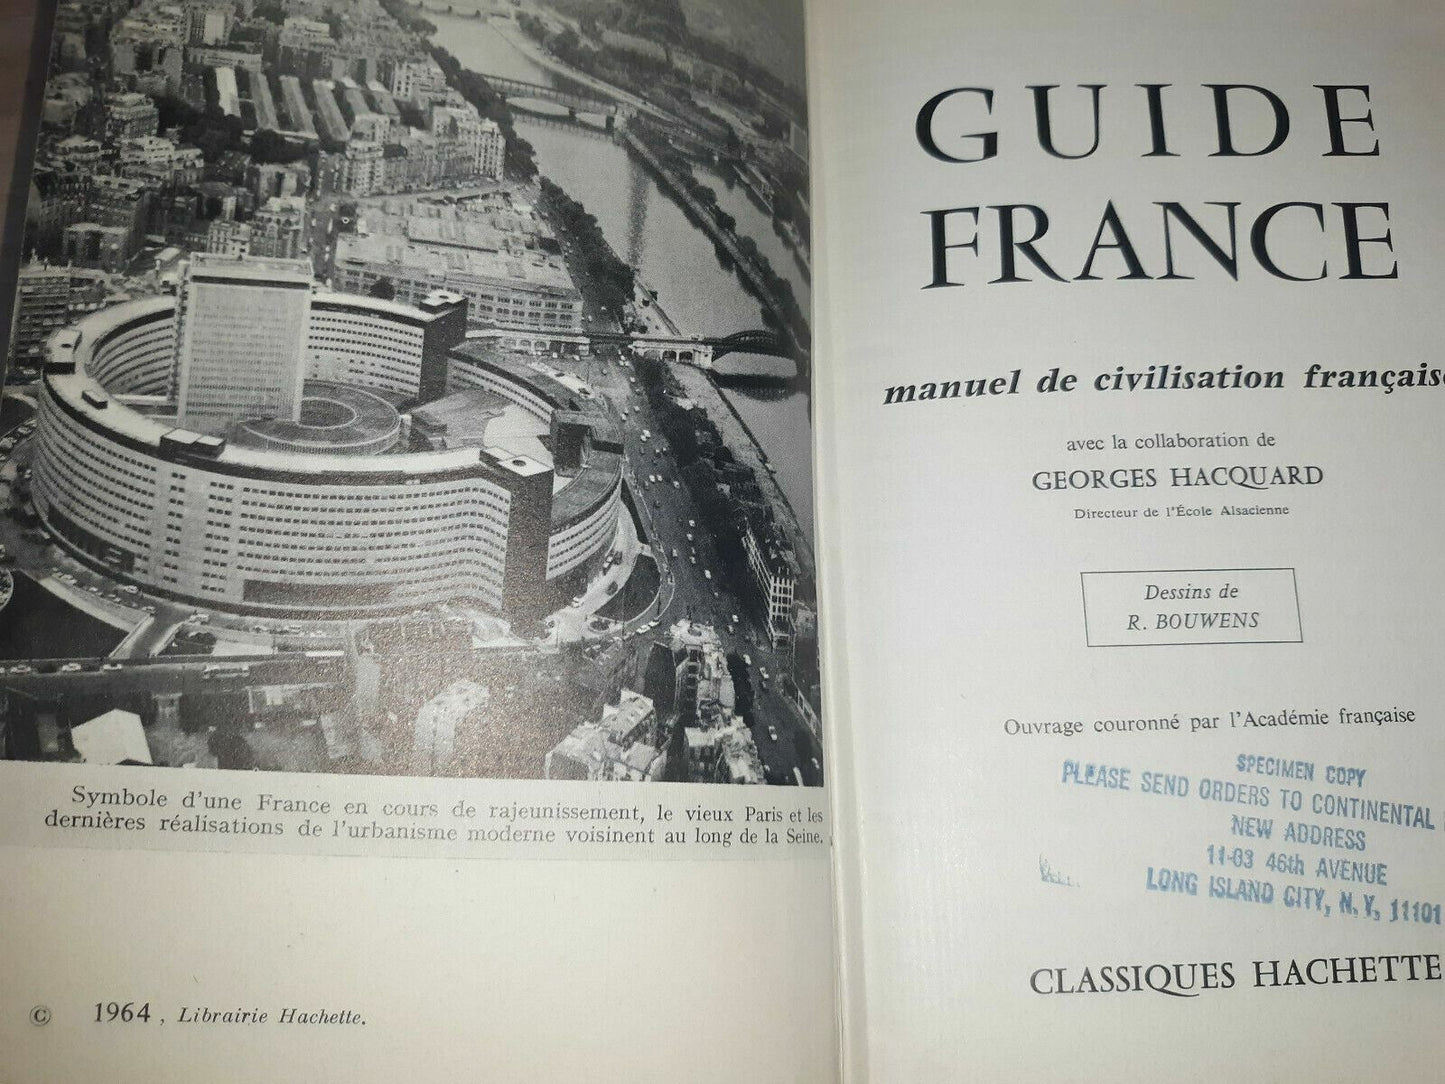 Symbole d'une France en cours de rajeunissement, le vieux Paris et les
dernières réalisations de l'urbanisme moderne voisinent au long de la Seine.
© 1964, Librairie Hachette.
GUIDE
FRANCE
manuel de civilisation français
avec la collaboration de
GEORGES HACQUARD
Directeur de l'École Alsacienne
Dessins de
R. BOUWENS
Ouvrage couronné par l'Académie française
SPECIMEN COPY
PLEASE SEND ORDERS TO CONTINENTAL
NEW ADDRESS
11-03 46th AVENUE
LONG ISLAND CITY, N. Y, 11101
CLASSIQUES HACHETTE